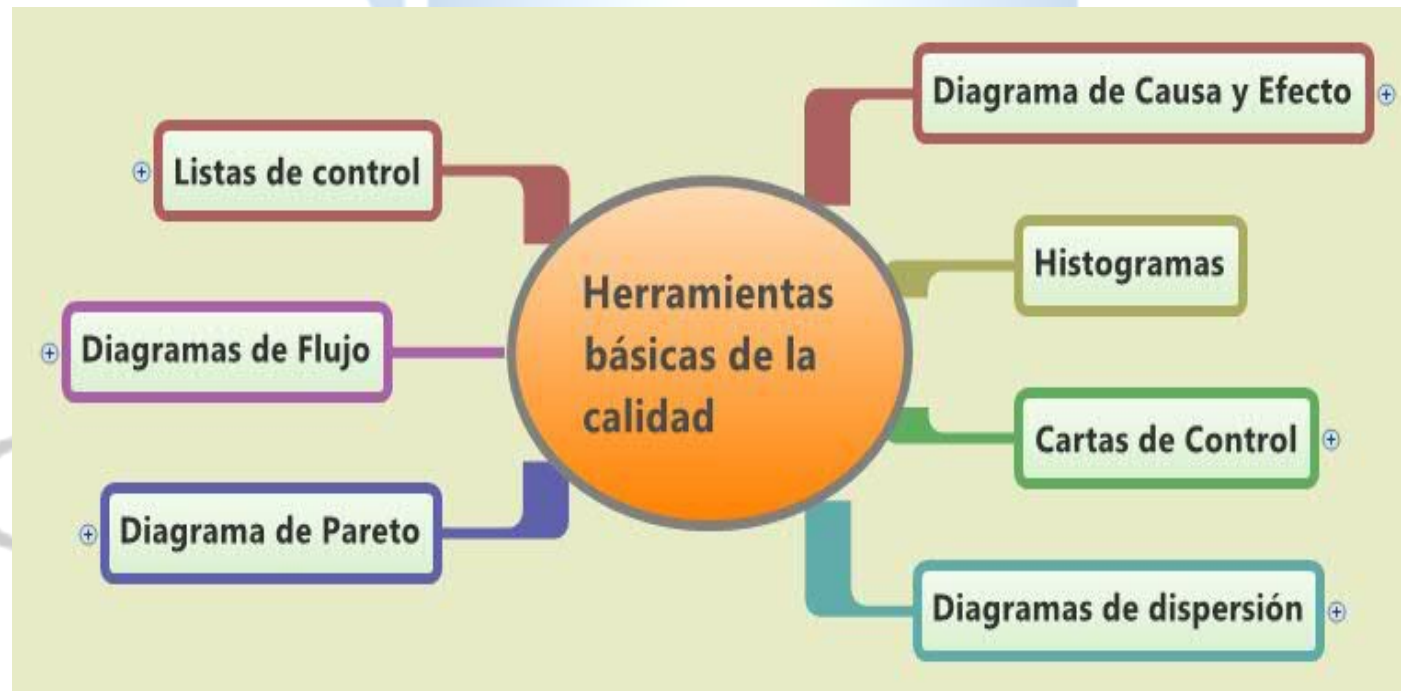 Herramientas
básicas de la
calidad
Diagrama de Causa y Efecto
Histogramas
Cartas de Control
Diagramas de dispersión
Listas de control
Diagramas de Flujo
Diagrama de Pareto